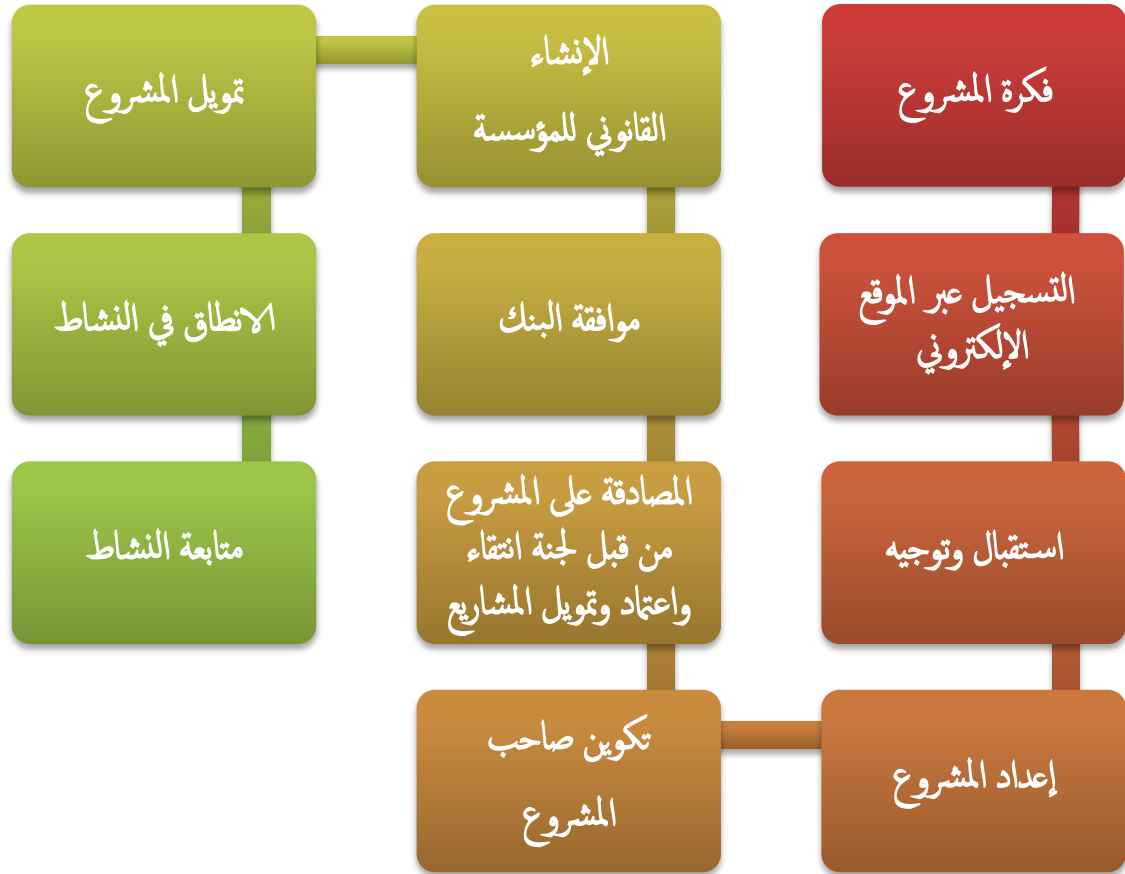 فكرة المشروع
التسجيل عبر الموقع
الإلكتروني
استقبال وتوجيه
إعداد المشروع
تكوين صاحب
المشروع
المصادقة على المشروع
من قبل لجنة انتقاء
واعتماد وتمويل المشاريع
موافقة البنك
الإنشاء
القانوني للمؤسسة
تمويل المشروع
الانطاق في النشاط
متابعة النشاط